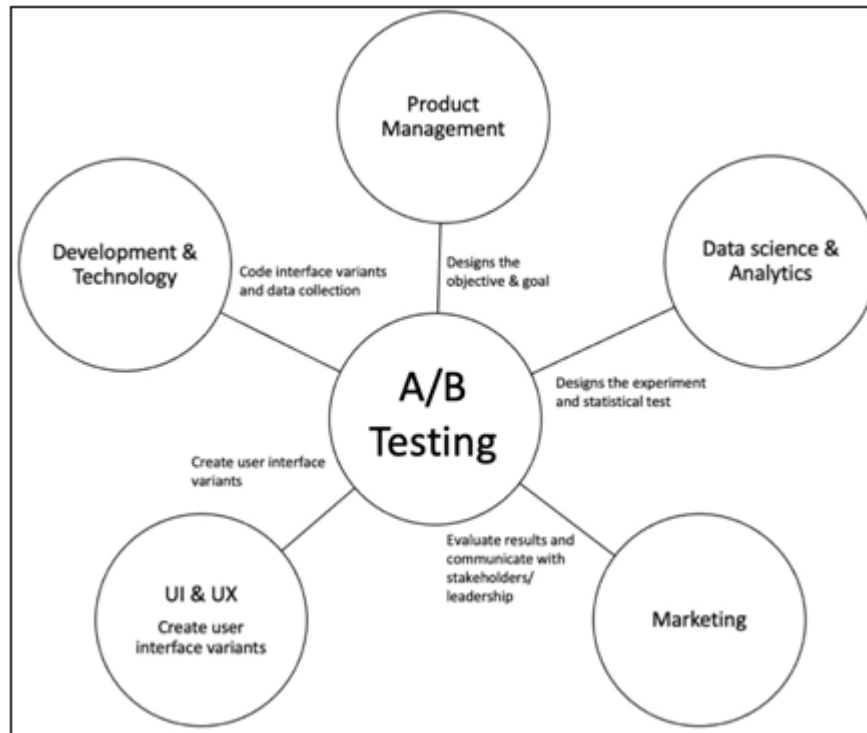 Product
Management
Development &
Technology
Data science &
Analytics
Code interface variants
and data collection
Designs the
objective & goal
A/B
Testing
Designs the experiment
and statistical test
Create user interface
variants
Evaluate results and
communicate with
stakeholders/
leadership
UI & UX
Create user
interface variants
Marketing